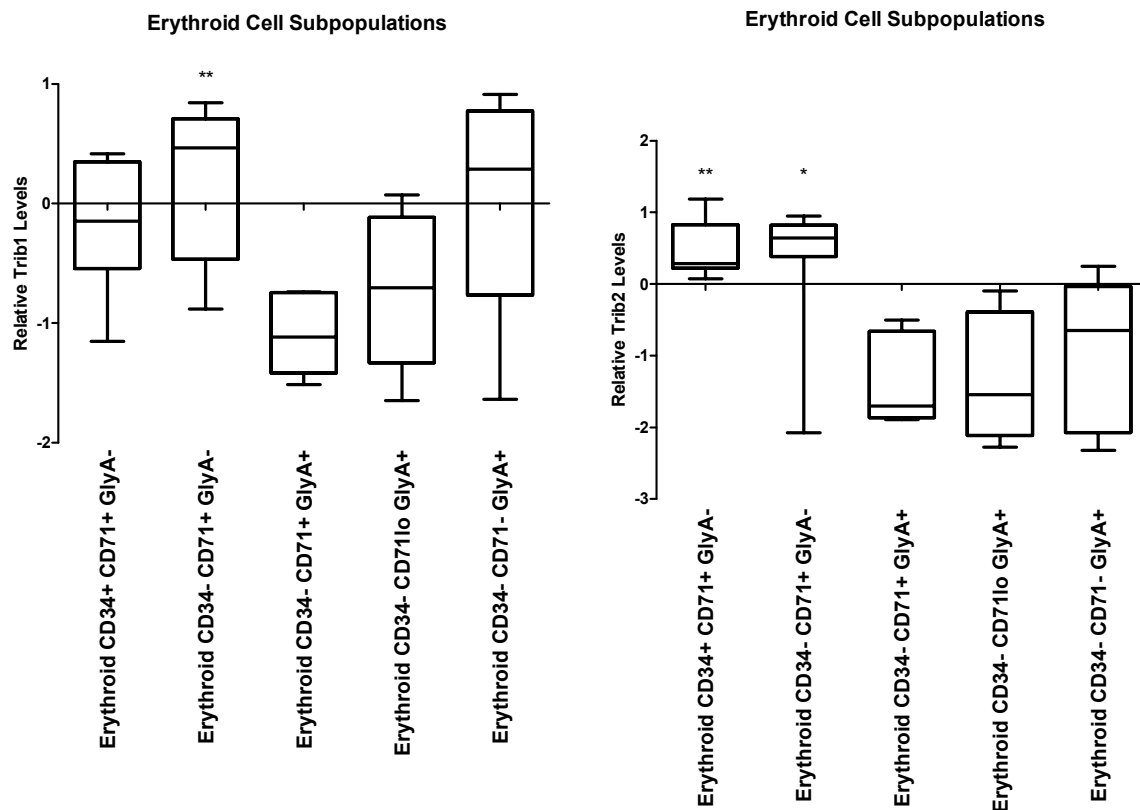 Erythroid Cell Subpopulations
**
1
0
-1
-2
Relative Trib1 Levels
Erythroid CD34+ CD71+ GlyA-
Erythroid CD34- CD71+ GlyA-
Erythroid CD34- CD71+ GlyA+
Erythroid CD34- CD71lo GlyA+
Erythroid CD34- CD71- GlyA+
Erythroid Cell Subpopulations
** *
2
1
0
-1
-2
-3
Relative Trib2 Levels
Erythroid CD34+ CD71+ GlyA-
Erythroid CD34- CD71+ GlyA-
Erythroid CD34- CD71+ GlyA+
Erythroid CD34- CD71lo GlyA+
Erythroid CD34- CD71- GlyA+